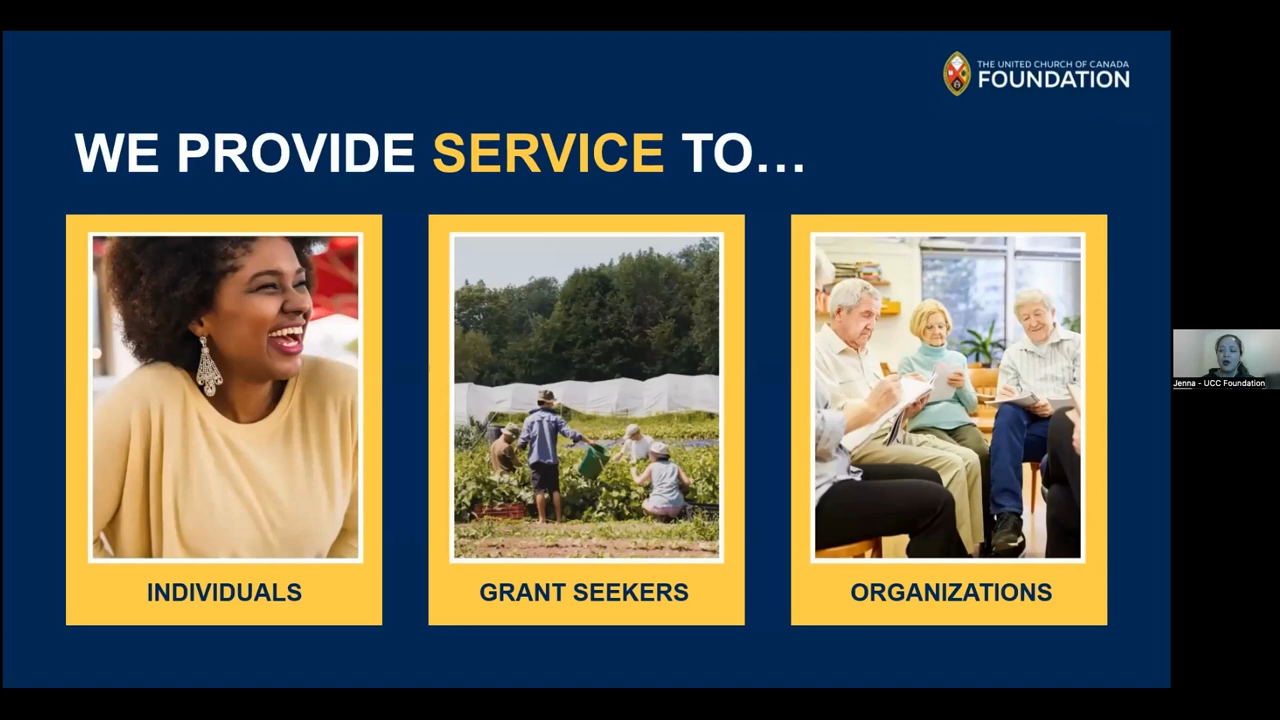 THE UNITED CHURCH OF CANADA
FOUNDATION
WE PROVIDE SERVICE TO…
INDIVIDUALS
GRANT SEEKERS
ORGANIZATIONS
Jenna - UCC Foundation